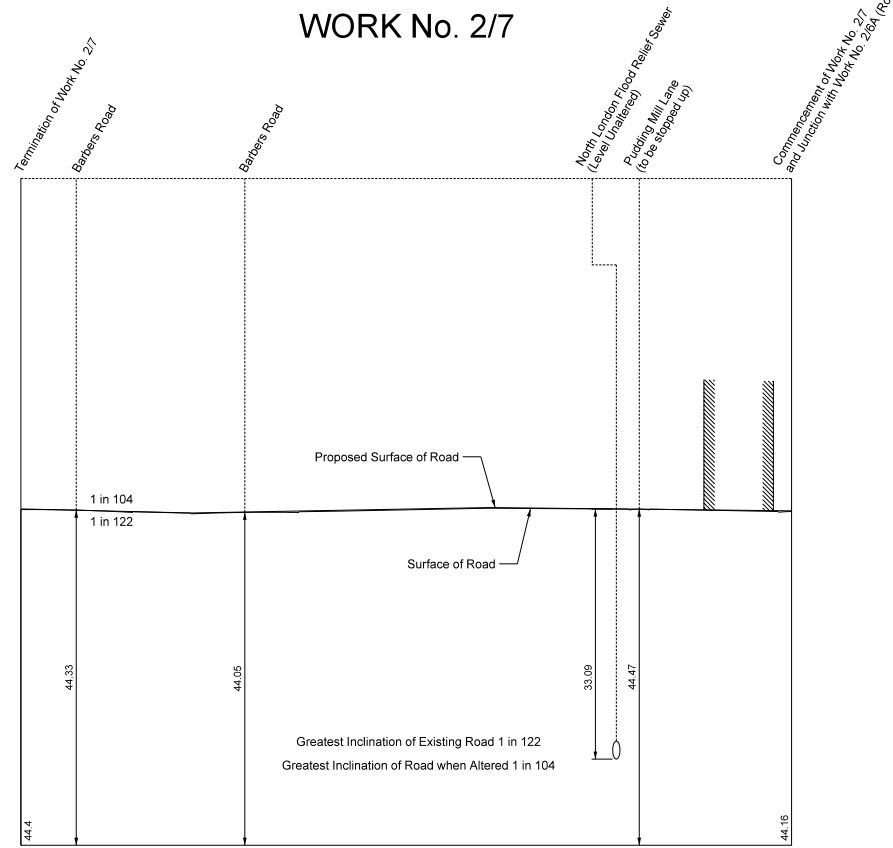 WORK No. 2/7
Termination of Work No. 2/7
Barbers Road
Barbers Road
North London Flood Relief Sewer
(Level Unaltered)
Pudding Mill Lane
(to be stopped up)
Commencement of Work No. 2/7
and Junction with Work No. 2/6A
Proposed Surface of Road
1 in 104
1 in 122
Surface of Road
44.33
44.05
33.09
44.47
Greatest Inclination of Existing Road 1 in 122
Greatest Inclination of Road when Altered 1 in 104
44.4
44.16